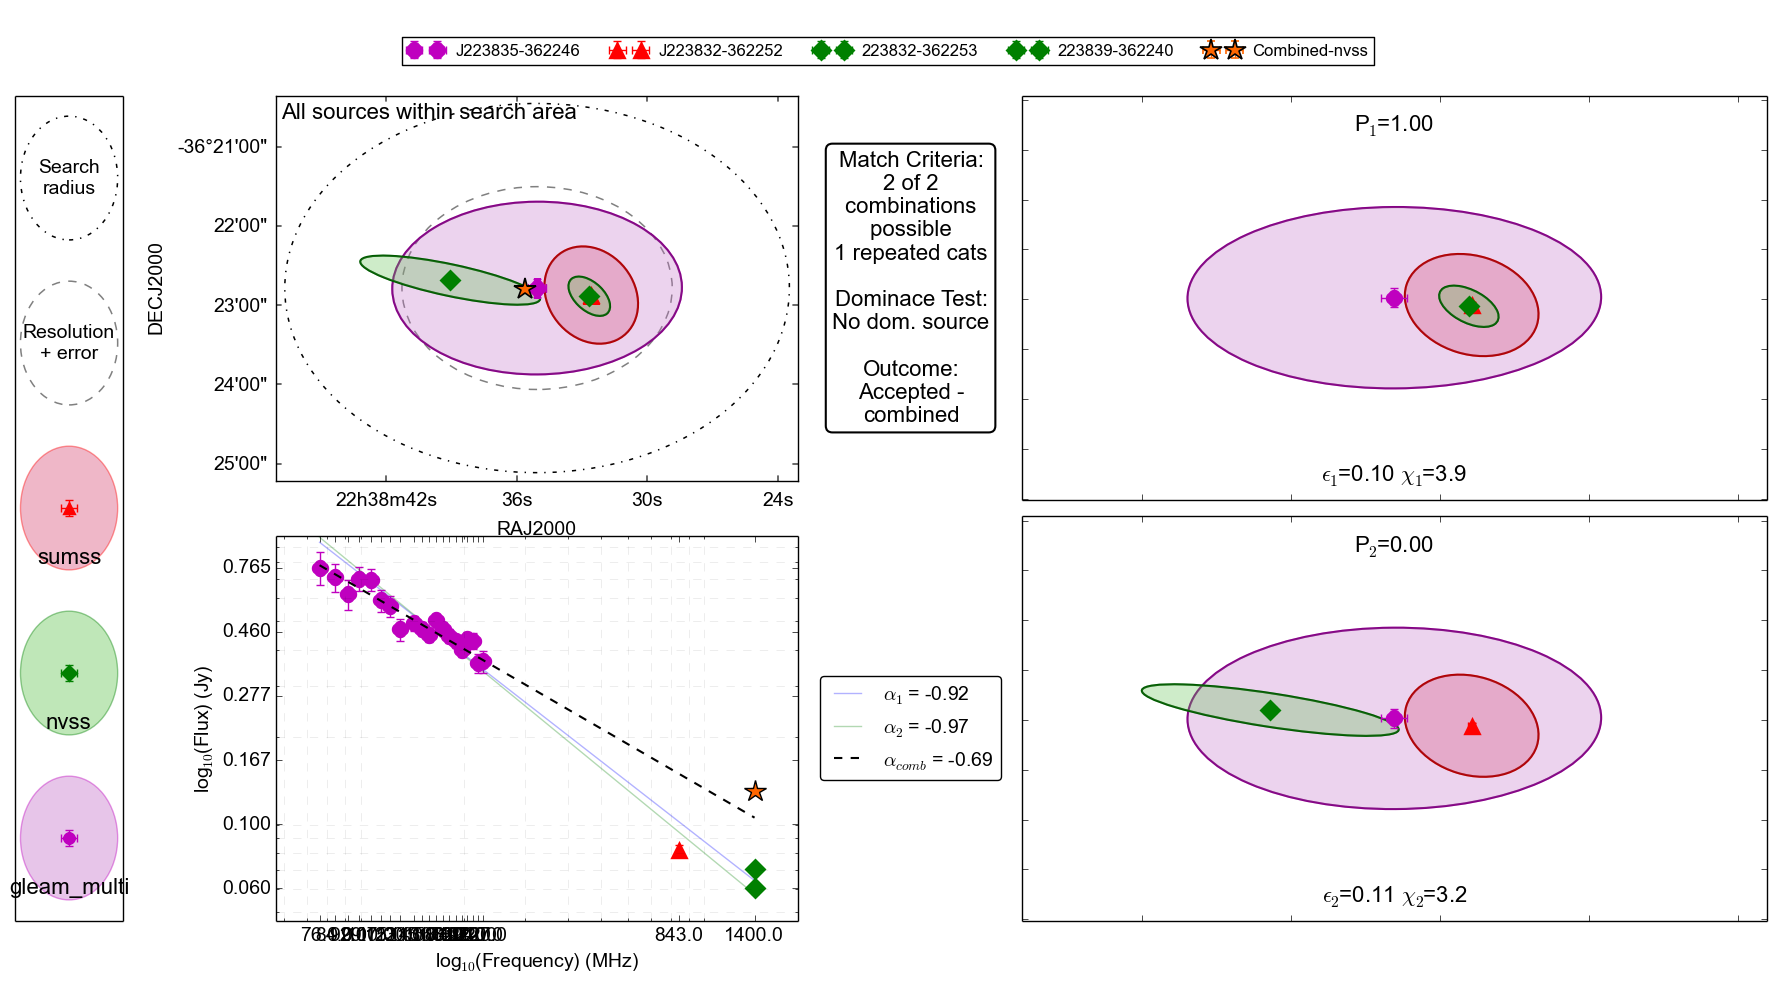 J223835-362246 J223832-362252 223832-362253 223839-362240 Combined-nvss
Search
radius
Resolution
+ error
sumss
nvss
gleam_multi
All sources within search area
DECJ2000
-36°21'00"
22'00"
23'00"
24'00"
25'00"
22h38m42s 36s 30s 24s
RAJ2000
Match Criteria:
2 of 2
combinations
possible
1 repeated cats
Dominace Test:
No dom. source
Outcome:
Accepted -
combined
P1=1.00
ϵ1=0.10 χ1=3.9
log10(Flux) (Jy)
0.765
0.460
0.277
0.167
0.100
0.060
843.0 1400.0
log10(Frequency) (MHz)
α1 = -0.92
α2 = -0.97
αcomb = -0.69
P2=0.00
ϵ2=0.11 χ2=3.2